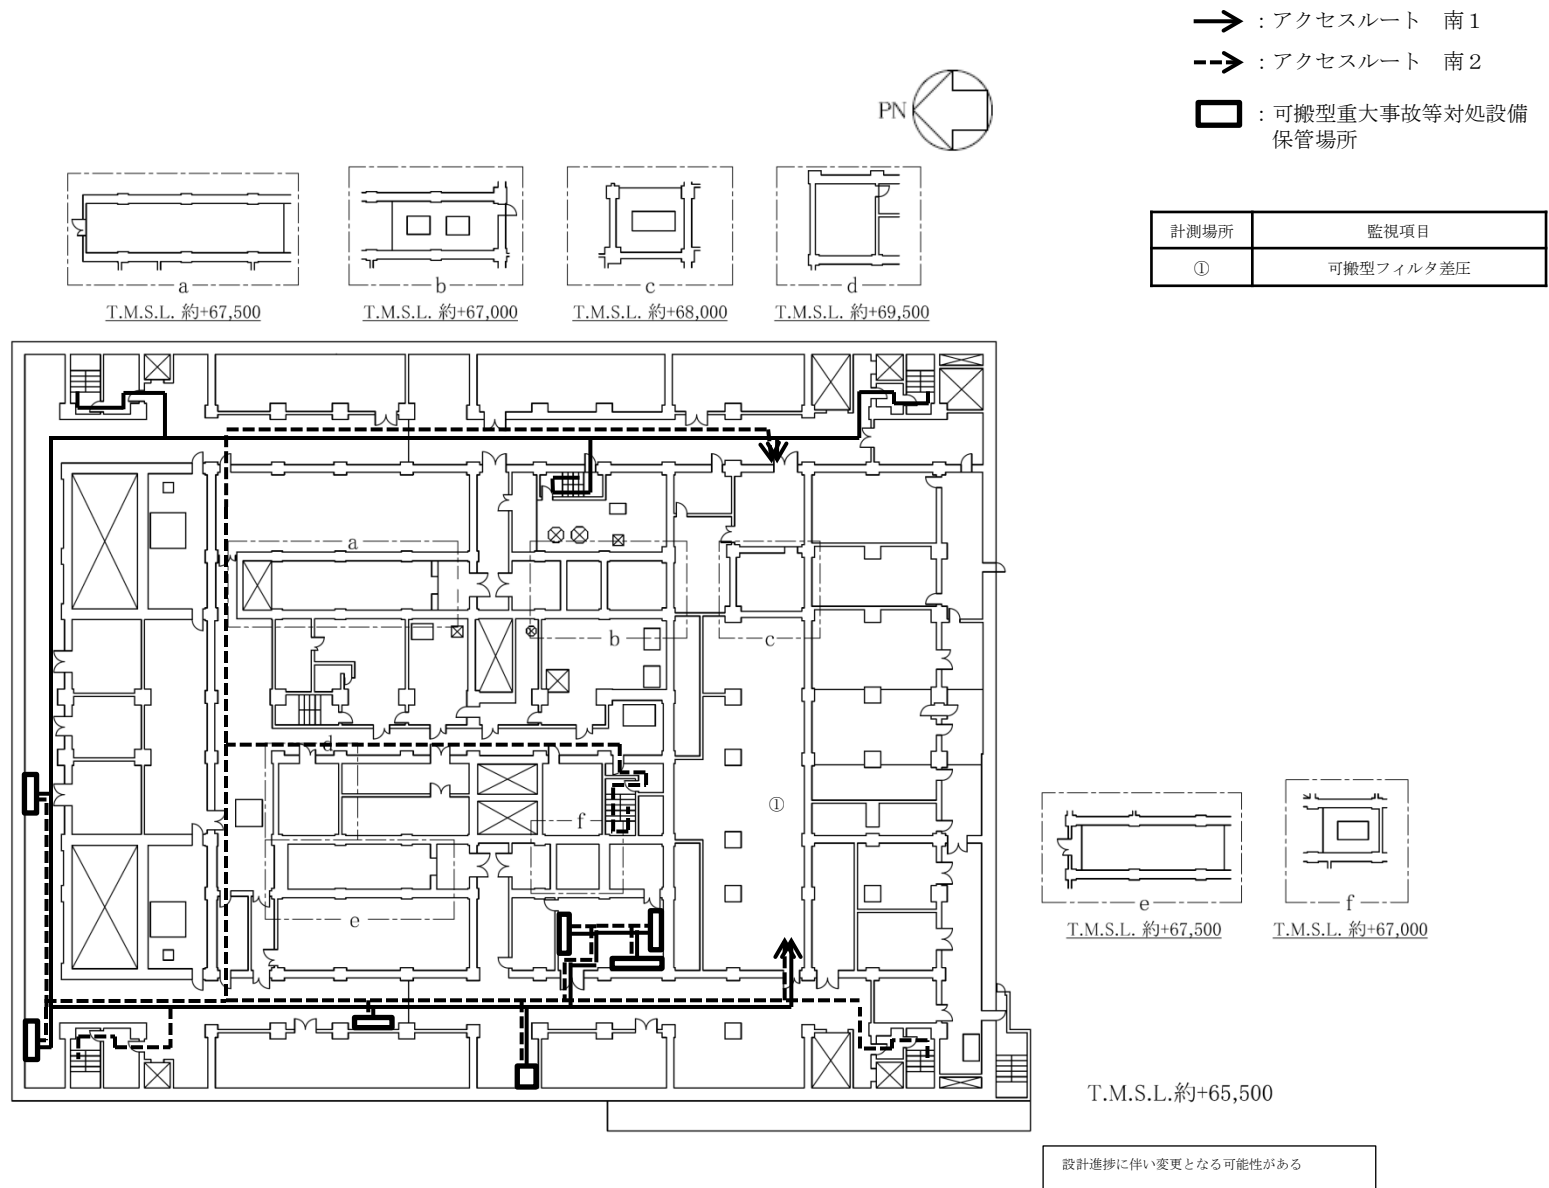 ：アクセスルート　南１
：アクセスルート　南２
：可搬型重大事故等対処設備
保管場所
PN
計測場所
監視項目
①
可搬型フィルタ差圧
a
b
c
d
T.M.S.L. 約+67,500
T.M.S.L. 約+67,000
T.M.S.L. 約+68,000
T.M.S.L. 約+69,500
a
b
c
d
①
f
e
e
f
T.M.S.L. 約+67,500
T.M.S.L. 約+67,000
T.M.S.L.約+65,500
設計進捗に伴い変更となる可能性がある